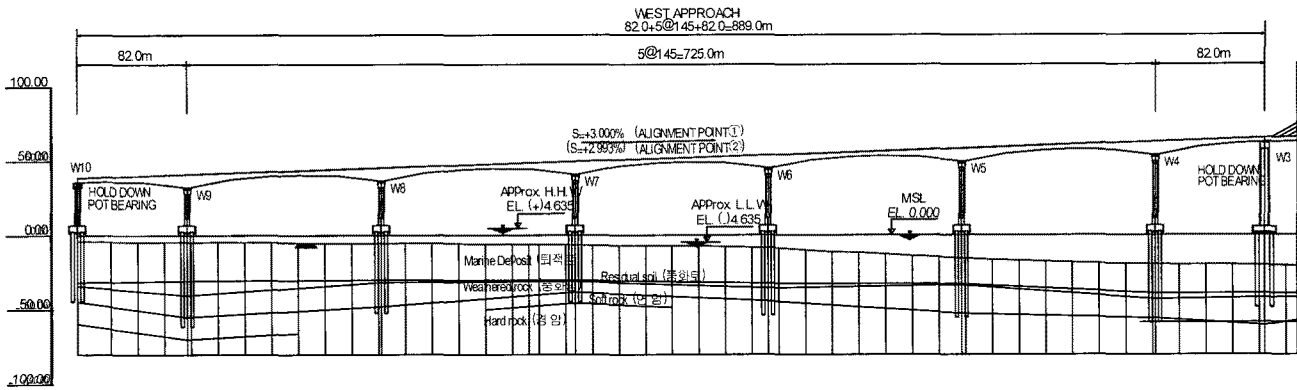 WEST APPROACH
82.0+5@145+82.0=889.0m
82.0m
5@145=725.0m
82.0m
100.00
S=+3.000% (ALIGNMENT POINT①)
(S=+2.993%) (ALIGNMENT POINT②)
50.00
W10
W9
W8
W7
W6
W5
W4
W3
HOLD DOWN
POT BEARING
HOLD DOWN
POT BEARING
APProx. H.H.W
EL. (+)4.635
APProx. L.L.W
EL. (-)4.635
MSL
EL. 0.000
0.00
Marine Deposit (퇴적
Residual soil (풍화토)
Weathered rock (풍화
Soft rock (연 암)
-50.00
Hard rock (경 암)
-100.00